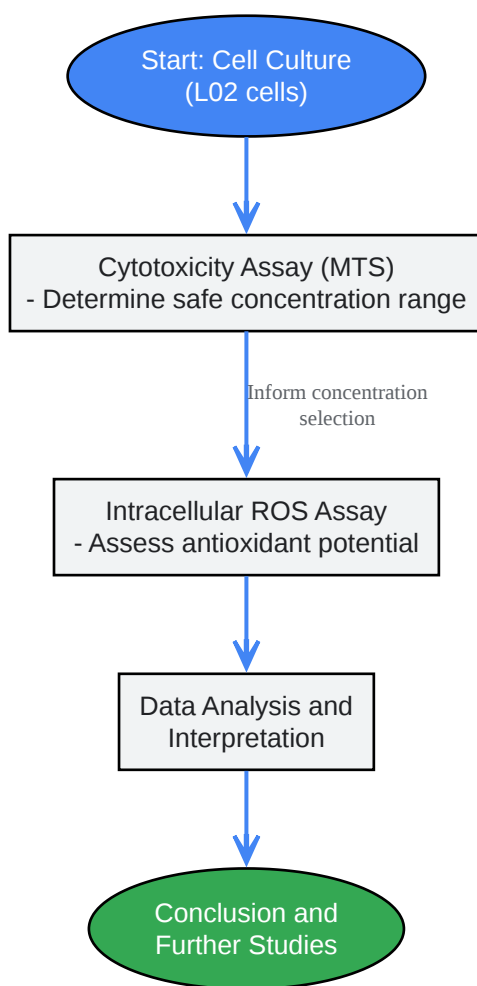 Start: Cell Culture
(L02 cells)
Cytotoxicity Assay (MTS)
- Determine safe concentration range
Inform concentration
selection
Intracellular ROS Assay
- Assess antioxidant potential
Data Analysis and
Interpretation
Conclusion and
Further Studies